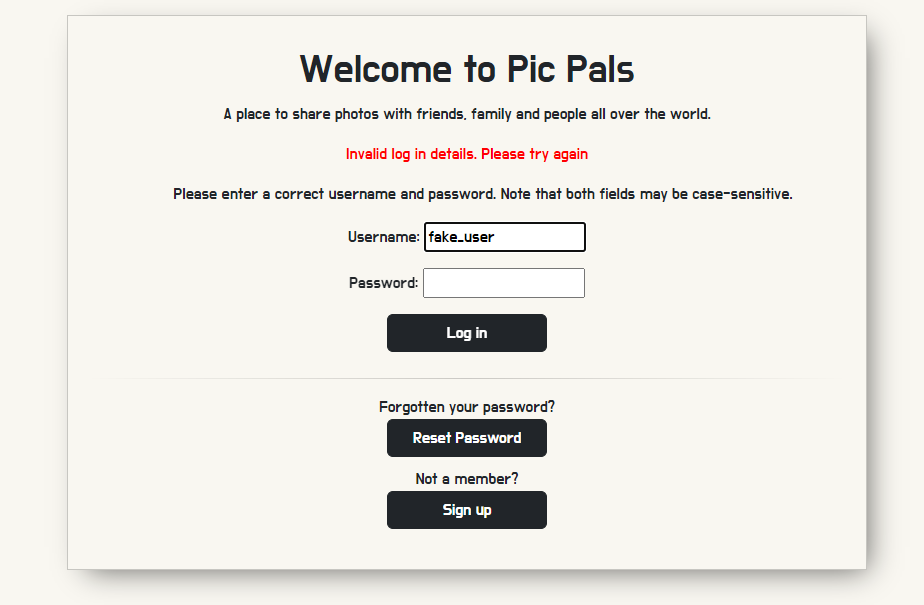 Welcome to Pic Pals
A place to share photos with friends, family and people all over the world.
Invalid log in details. Please try again
Please enter a correct username and password. Note that both fields may be case-sensitive.
Username: fake_user
Password:
Log in
Forgotten your password?
Reset Password
Not a member?
Sign up